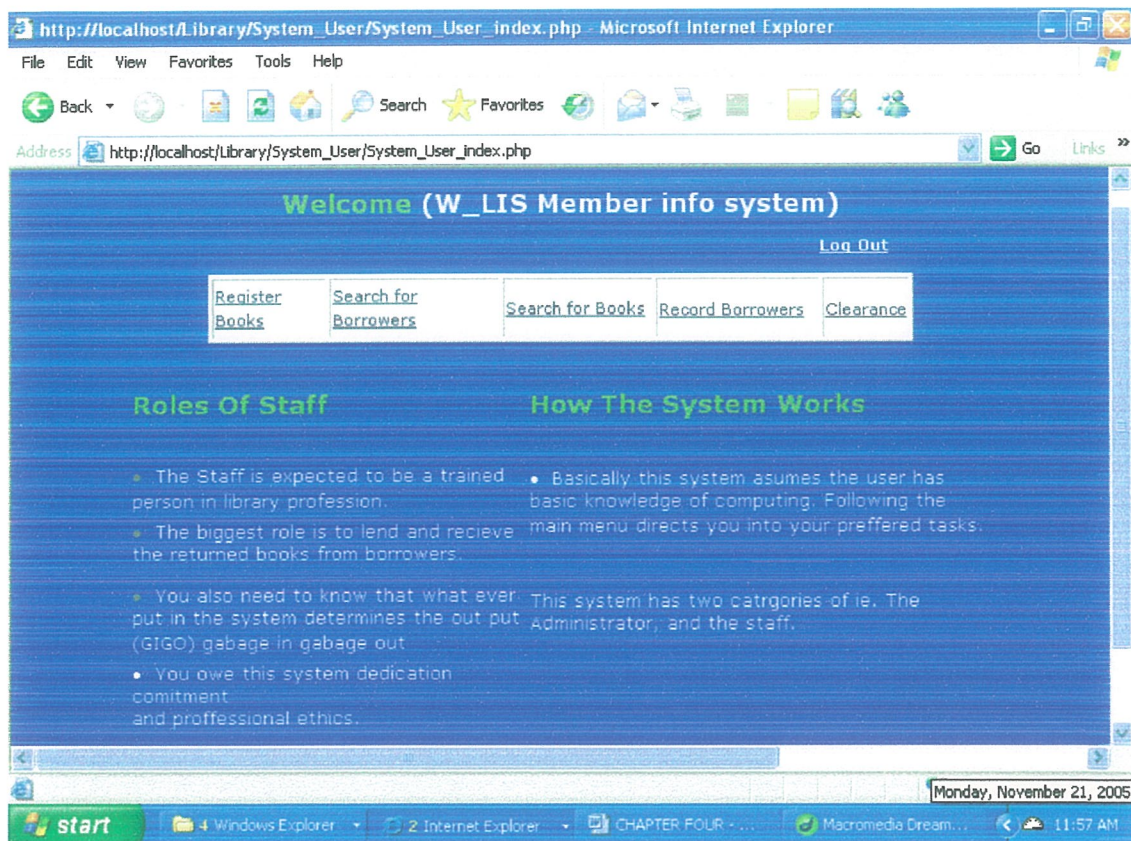 http://localhost/Library/System_User/System_User_index.php - Microsoft Internet Explorer
File Edit View Favorites Tools Help
Back Search Favorites
Address http://localhost/Library/System_User/System_User_index.php Go Links »
Welcome (W_LIS Member info system)
Log Out
Register Books
Search for Borrowers
Search for Books
Record Borrowers
Clearance
Roles Of Staff
• The Staff is expected to be a trained
person in library profession.
• The biggest role is to lend and recieve
the returned books from borrowers.
• You also need to know that what ever
put in the system determines the out put
(GIGO) gabage in gabage out
• You owe this system dedication
comitment
and proffessional ethics.
How The System Works
• Basically this system asumes the user has
basic knowledge of computing. Following the
main menu directs you into your preffered tasks.
This system has two catrgories of ie. The
Administrator, and the staff.
Monday, November 21, 2005
start 4 Windows Explorer 2 Internet Explorer CHAPTER FOUR - ... Macromedia Dream... 11:57 AM